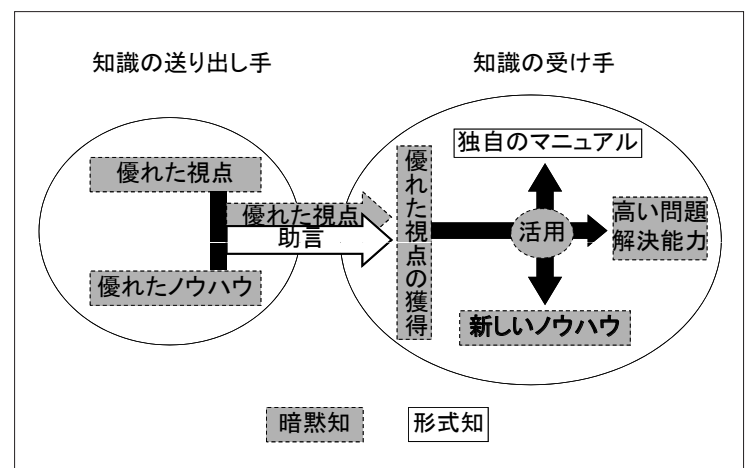 知識の送り出し手
知識の受け手
優れた視点
優れたノウハウ
優れた視点
助言
優れた視点の獲得
独自のマニュアル
活用
高い問題
解決能力
新しいノウハウ
暗黙知
形式知